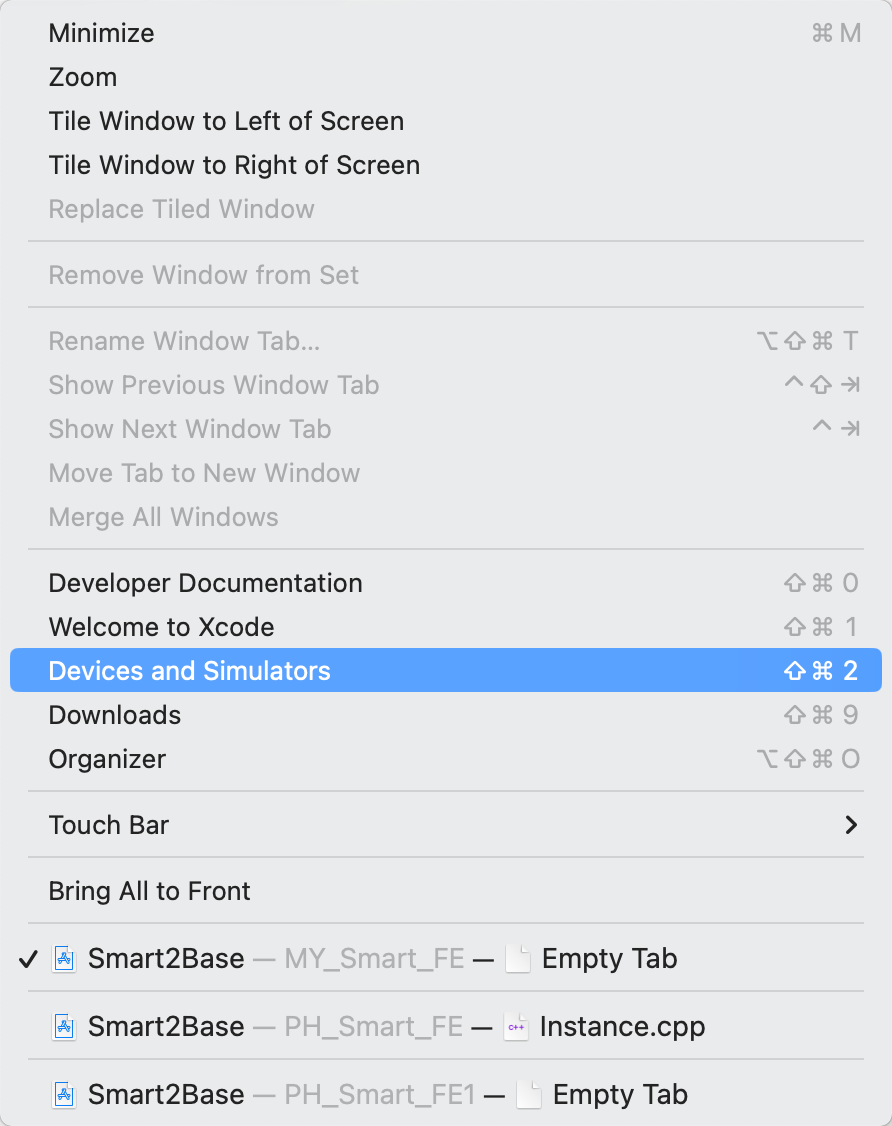 Minimize ⌘ M
Zoom
Tile Window to Left of Screen
Tile Window to Right of Screen
Replace Tiled Window
Remove Window from Set
Rename Window Tab... ⌥⇧⌘ T
Show Previous Window Tab ^⇧⇥
Show Next Window Tab ^⇥
Move Tab to New Window
Merge All Windows
Developer Documentation ⇧⌘ 0
Welcome to Xcode ⇧⌘ 1
Devices and Simulators ⇧⌘ 2
Downloads ⇧⌘ 9
Organizer ⌥⇧⌘ O
Touch Bar
Bring All to Front
✓ Smart2Base — MY_Smart_FE — Empty Tab
Smart2Base — PH_Smart_FE — C++ Instance.cpp
Smart2Base — PH_Smart_FE1 — Empty Tab